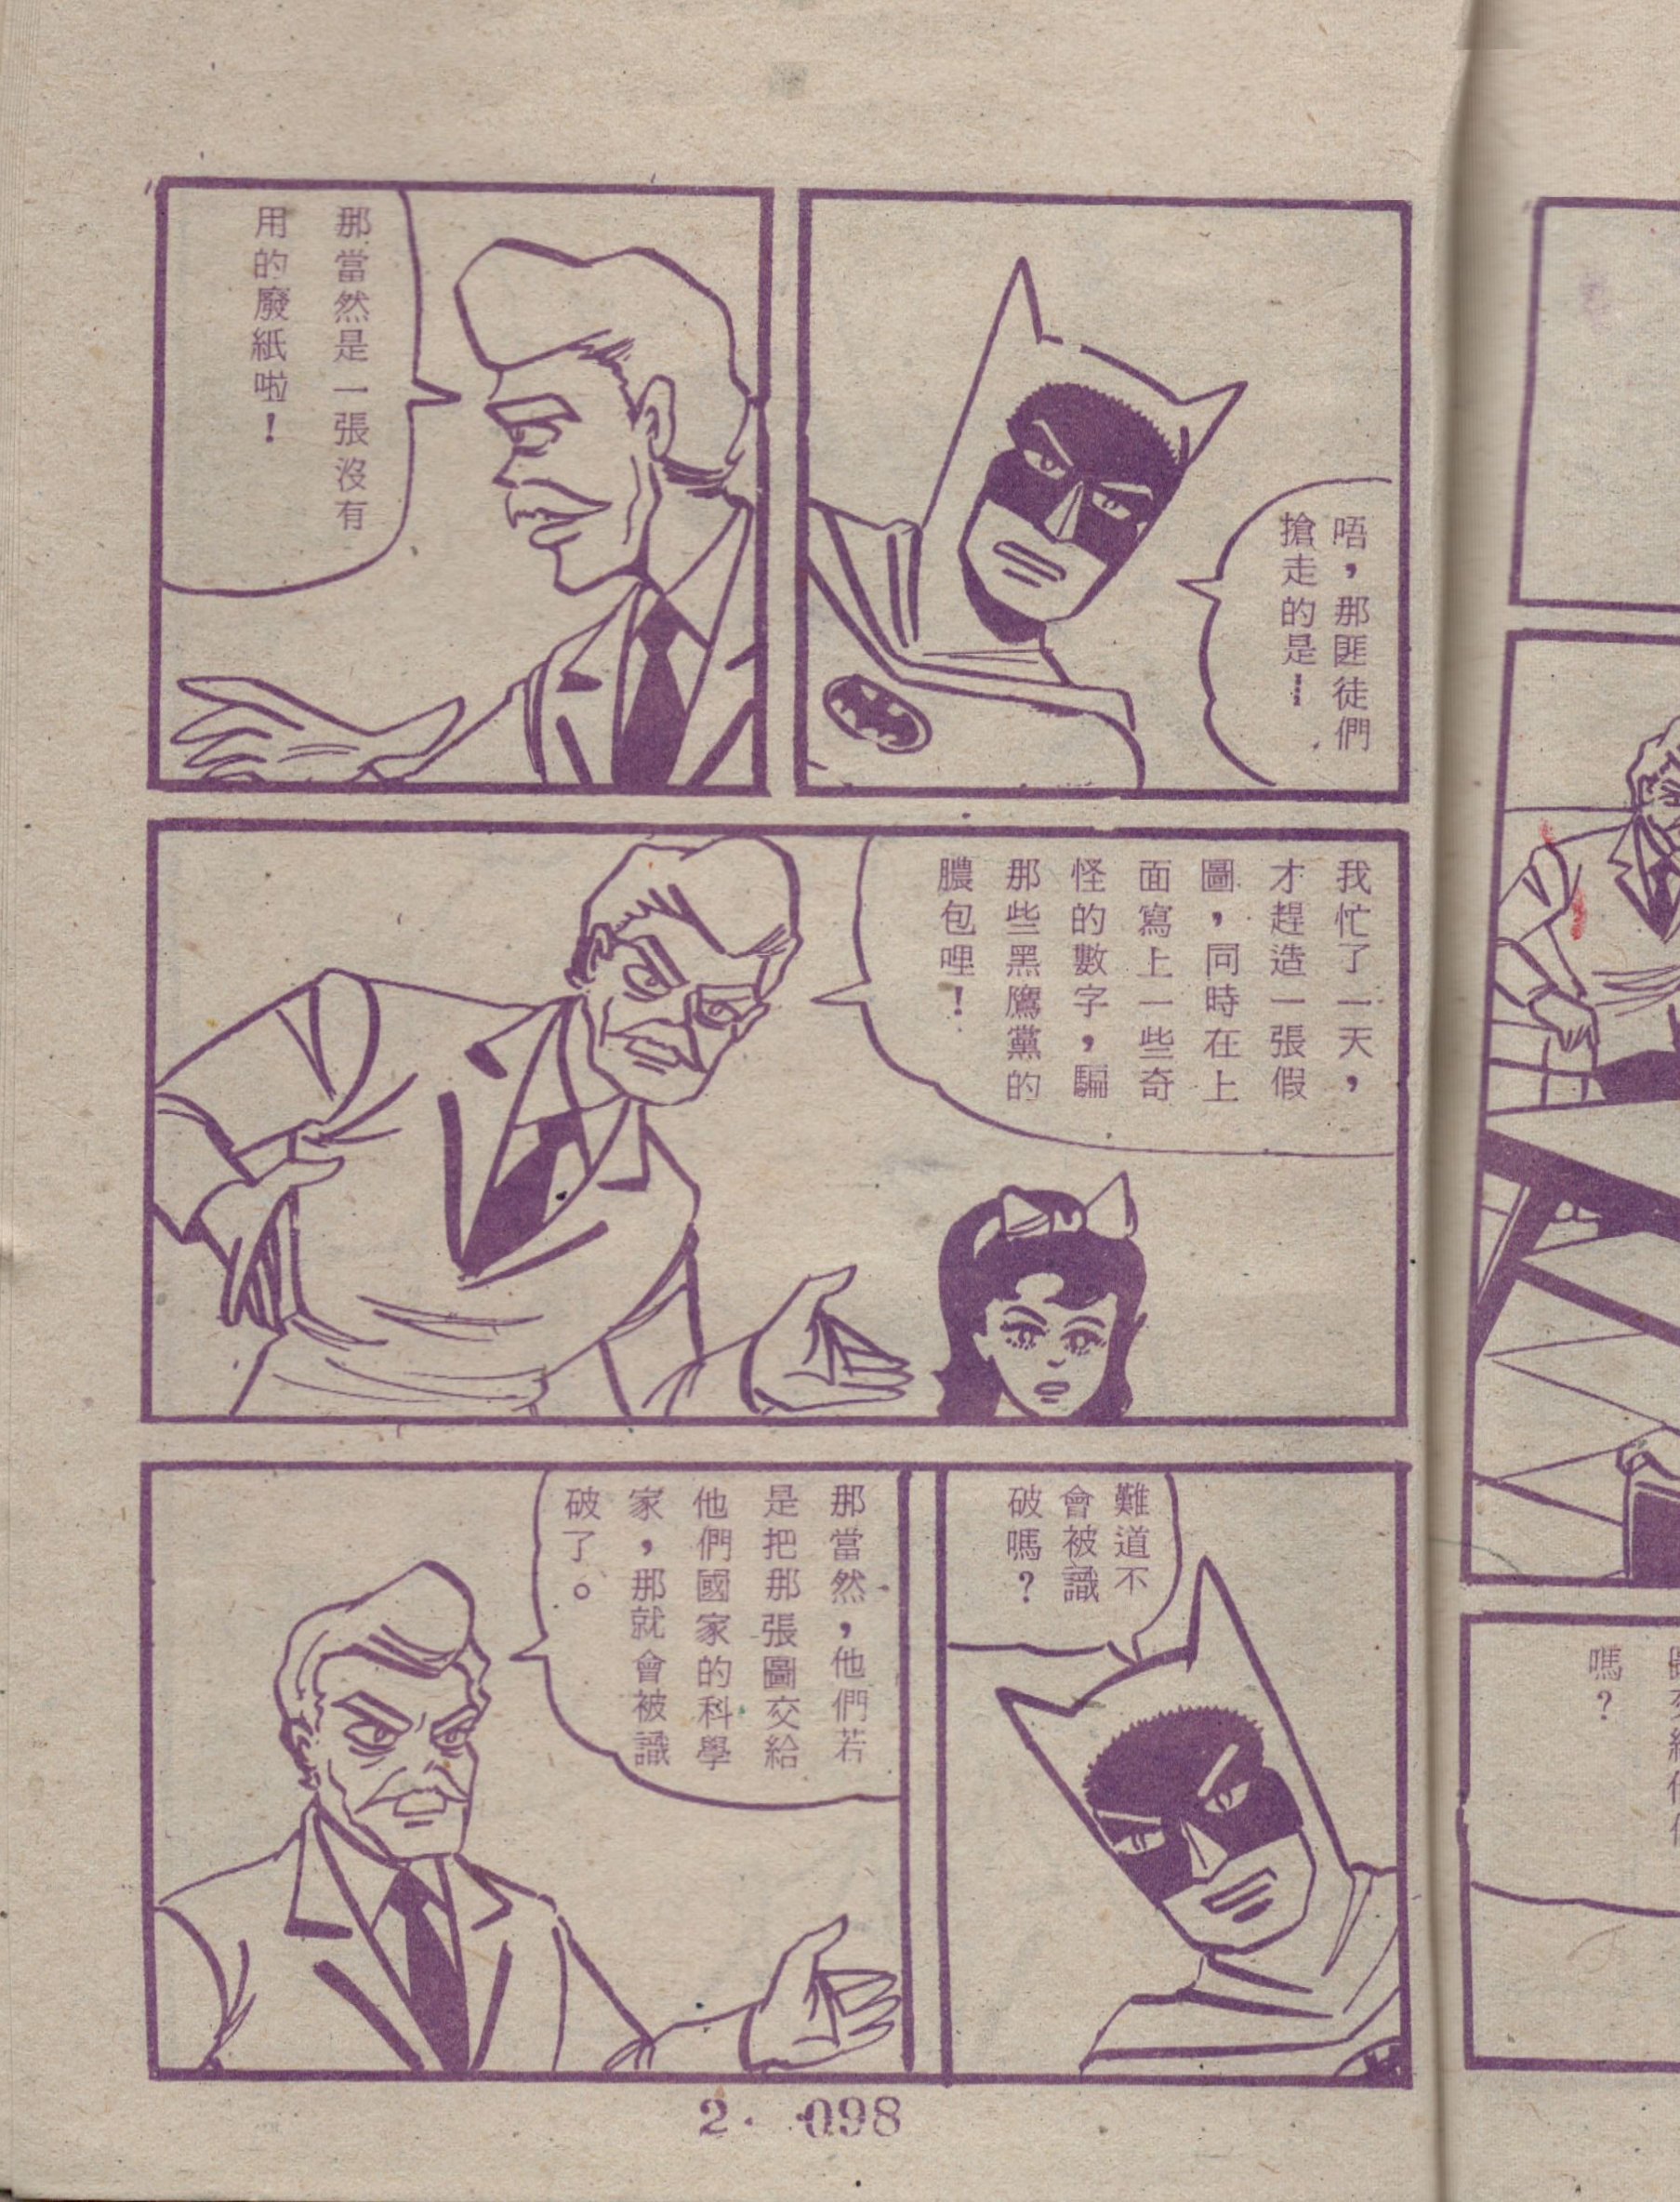 唔，那匪徒們
搶走的是！
那當然是一張沒有
用的廢紙啦！
我忙了一天，
才趕造一張假
圖，同時在上
面寫上一些奇
怪的數字，騙
那些黑鷹黨的
膿包哩！
難道不
會被識
破嗎？
那當然，他們若
是把那張圖交給
他們國家的科學
家，那就會被識
破了。
2．098
嗎？